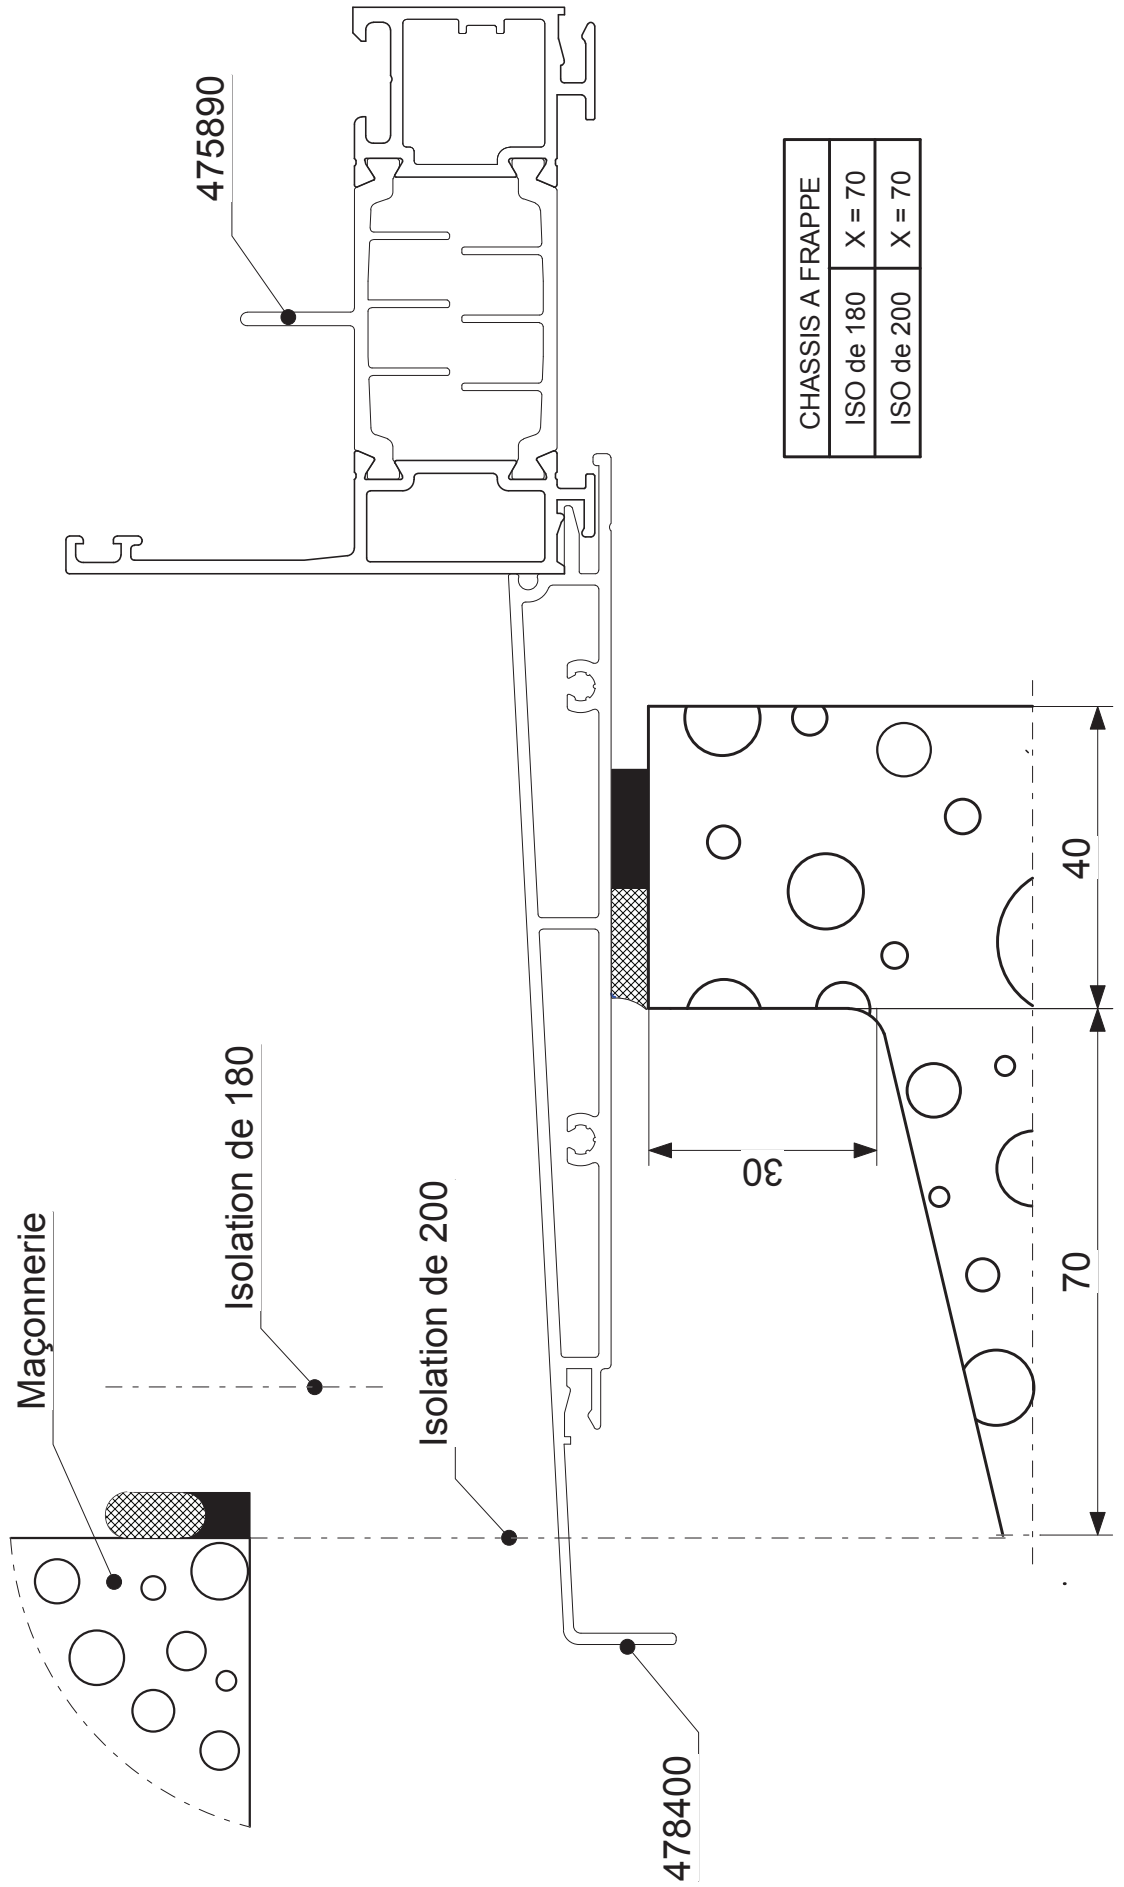 Maçonnerie
475890
Isolation de 180
Isolation de 200
478400
CHASSIS A FRAPPE
ISO de 180 X = 70
ISO de 200 X = 70
30
70
40